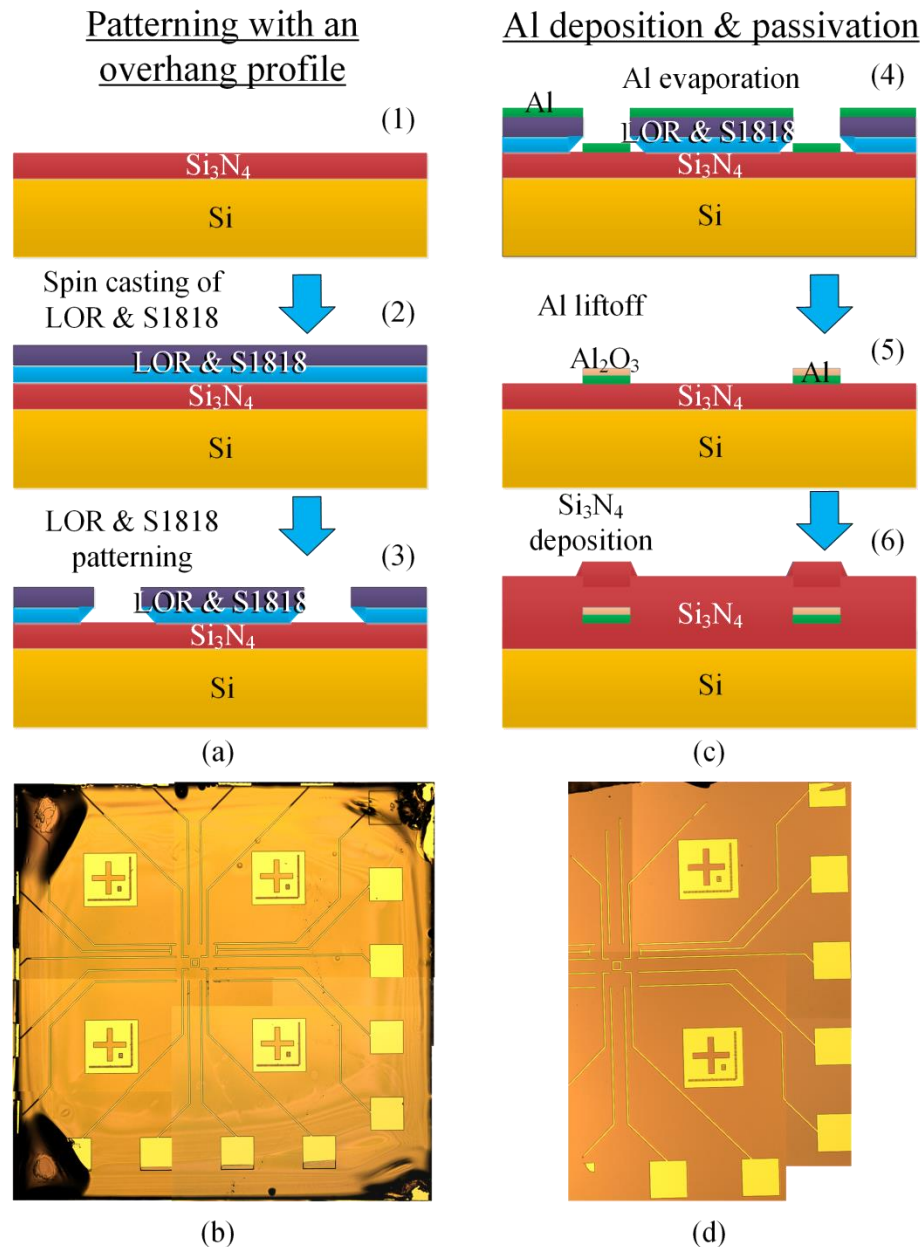 Patterning with an
overhang profile
(1)
Si₃N₄
Si
Spin casting of
LOR & S1818
(2)
LOR & S1818
Si₃N₄
Si
LOR & S1818
patterning
(3)
LOR & S1818
Si₃N₄
Si
(a)
(b)
Al deposition & passivation
Al evaporation
(4)
Al
LOR & S1818
Si₃N₄
Si
Al liftoff
(5)
Al₂O₃
Al
Si₃N₄
Si
Si₃N₄
deposition
(6)
Si₃N₄
Si
(c)
(d)